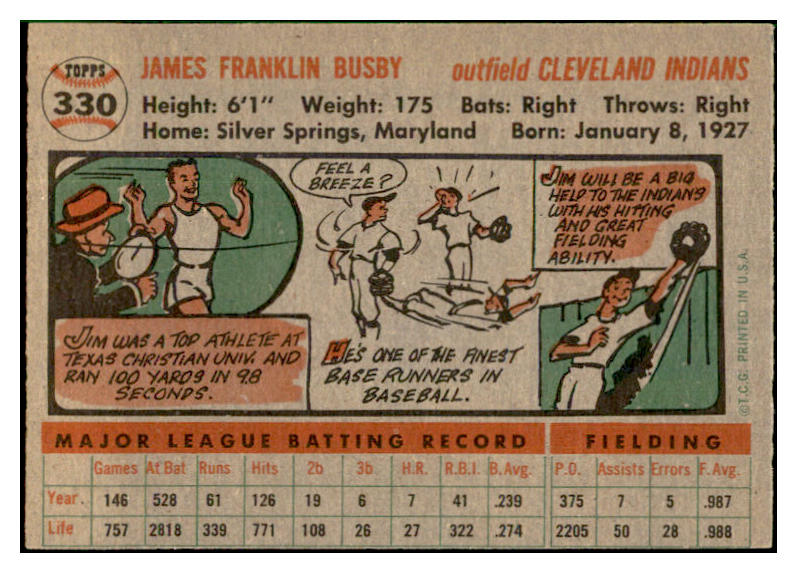 TOPPS
330
JAMES FRANKLIN BUSBY outfield CLEVELAND INDIANS
Height: 6'1" Weight: 175 Bats: Right Throws: Right
Home: Silver Springs, Maryland Born: January 8, 1927
JIM WAS A TOP ATHLETE AT
TEXAS CHRISTIAN UNIV. AND
RAN 100 YARDS IN 9.8
SECONDS.
FEEL A
BREEZE?
HE'S ONE OF THE FINEST
BASE RUNNERS IN
BASEBALL.
JIM WILL BE A BIG
HELP TO THE INDIANS
WITH HIS HITTING
AND GREAT
FIELDING
ABILITY.
©T.C.G. PRINTED IN U.S.A.
MAJOR LEAGUE BATTING RECORD FIELDING
Games At Bat Runs Hits 2b 3b H.R. R.B.I. B.Avg. P.O. Assists Errors F.Avg.
Year. 146 528 61 126 19 6 7 41 .239 375 7 5 .987
Life 757 2818 339 771 108 26 27 322 .274 2205 50 28 .988